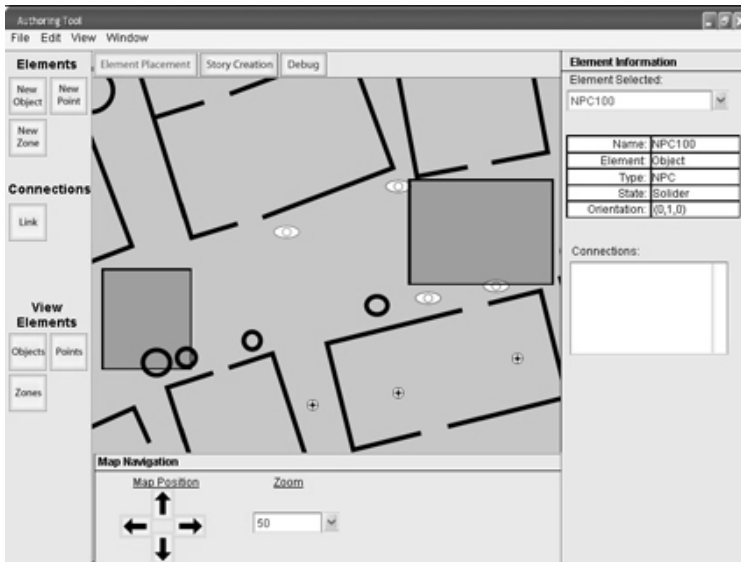 Authoring Tool
File Edit View Window
Elements
New Object
New Point
New Zone
Connections
Link
View Elements
Objects
Points
Zones
Element Placement
Story Creation
Debug
Map Navigation
Map Position
Zoom
50
Element Information
Element Selected:
NPC100
Name: NPC100
Element: Object
Type: NPC
State: Solider
Orientation: (0,1,0)
Connections: